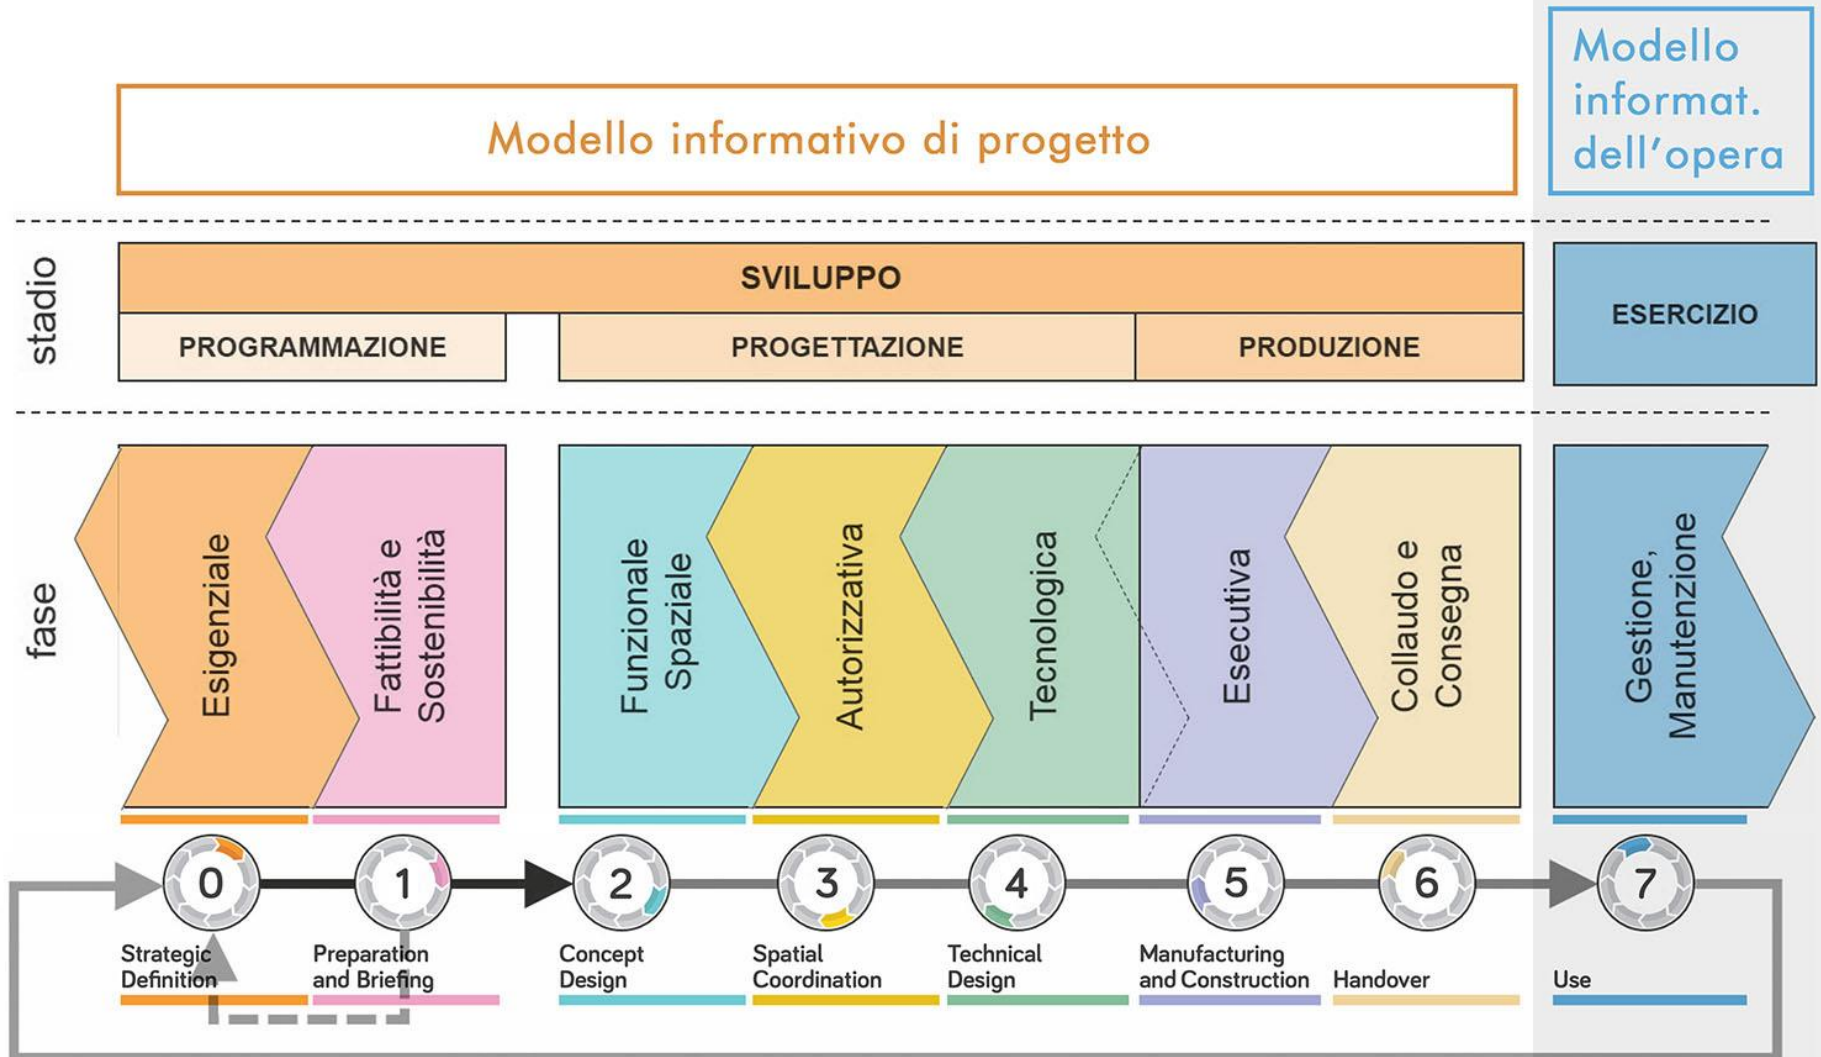 Modello
informat.
dell'opera
Modello informativo di progetto
stadio
SVILUPPO
PROGRAMMAZIONE
PROGETTAZIONE
PRODUZIONE
ESERCIZIO
fase
Esigenziale
Fattibilità e
Sostenibilità
Funzionale
Spaziale
Autorizzativa
Tecnologica
Esecutiva
Collaudo e
Consegna
Gestione,
Manutenzione
0
1
2
3
4
5
6
7
Strategic
Definition
Preparation
and Briefing
Concept
Design
Spatial
Coordination
Technical
Design
Manufacturing
and Construction
Handover
Use